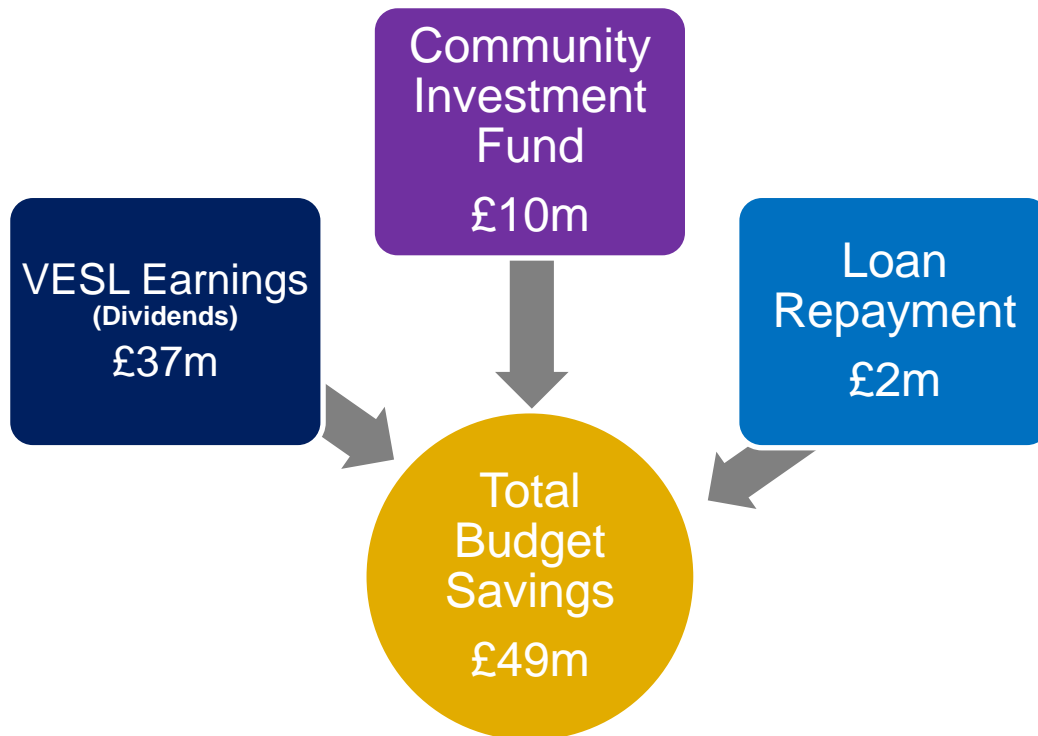 Community
Investment
Fund
£10m
VESL Earnings
(Dividends)
£37m
Loan
Repayment
£2m
Total
Budget
Savings
£49m